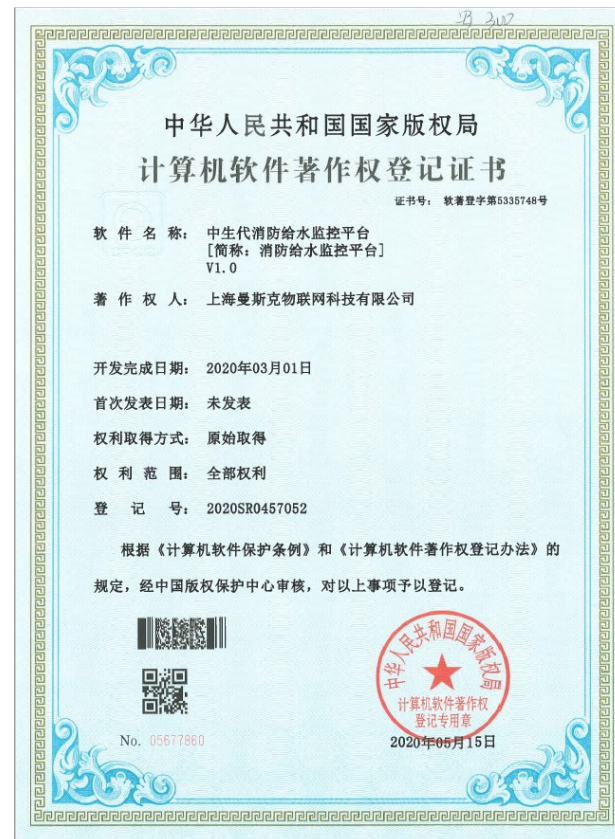 中华人民共和国国家版权局
计算机软件著作权登记证书
证书号： 软著登字第5335748号
软件名称： 中生代消防给水监控平台
[简称：消防给水监控平台]
V1.0
著作权人： 上海曼斯克物联网科技有限公司
开发完成日期： 2020年03月01日
首次发表日期： 未发表
权利取得方式： 原始取得
权利范围： 全部权利
登记号： 2020SR0457052
根据《计算机软件保护条例》和《计算机软件著作权登记办法》的
规定，经中国版权保护中心审核，对以上事项予以登记。
中华人民共和国国家版权局
计算机软件著作权
登记专用章
No. 05677860
2020年05月15日